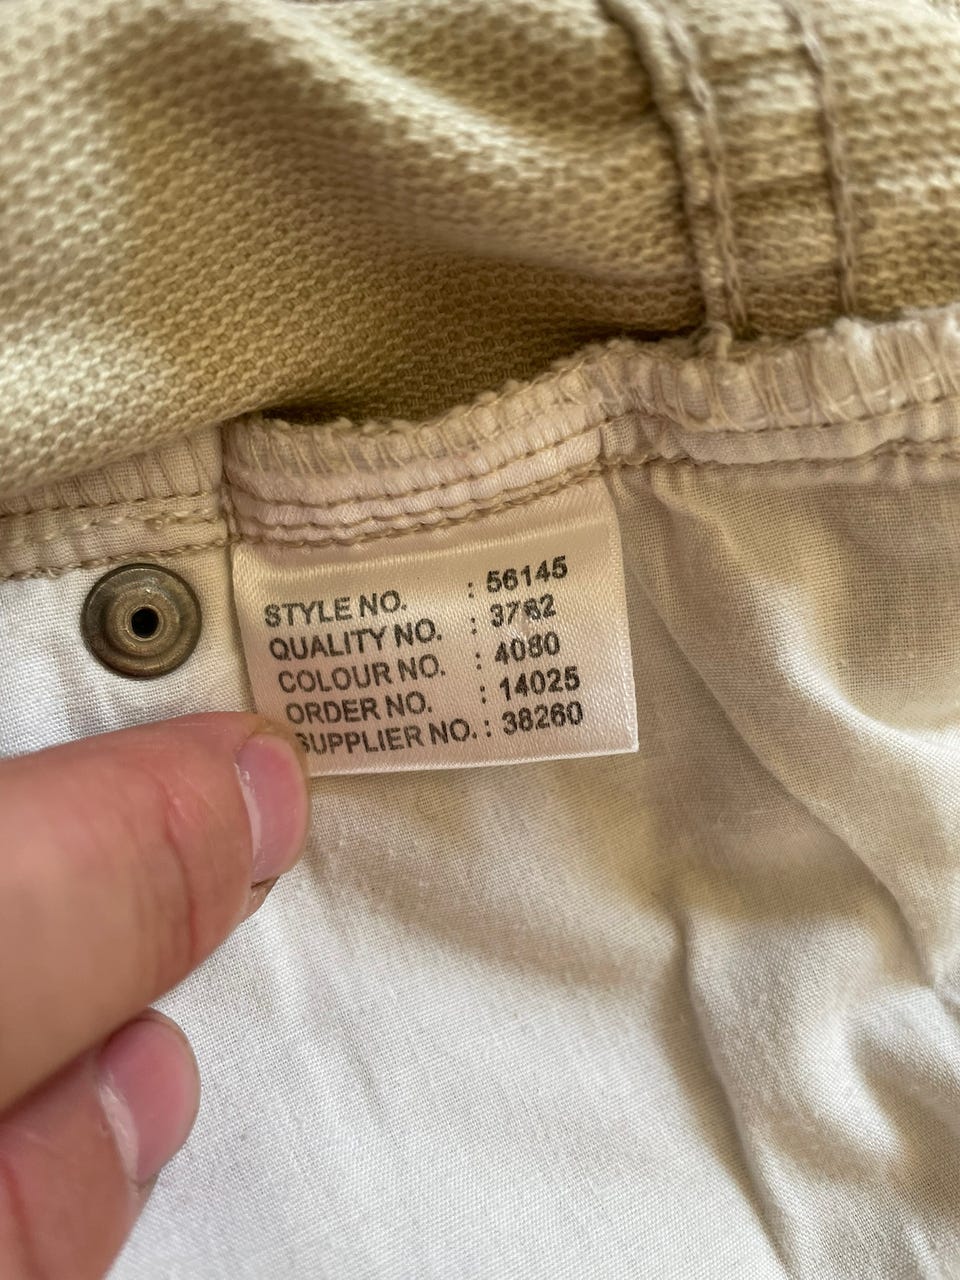 STYLE NO. : 56145
QUALITY NO. : 3762
COLOUR NO. : 4080
ORDER NO. : 14025
SUPPLIER NO. : 38260